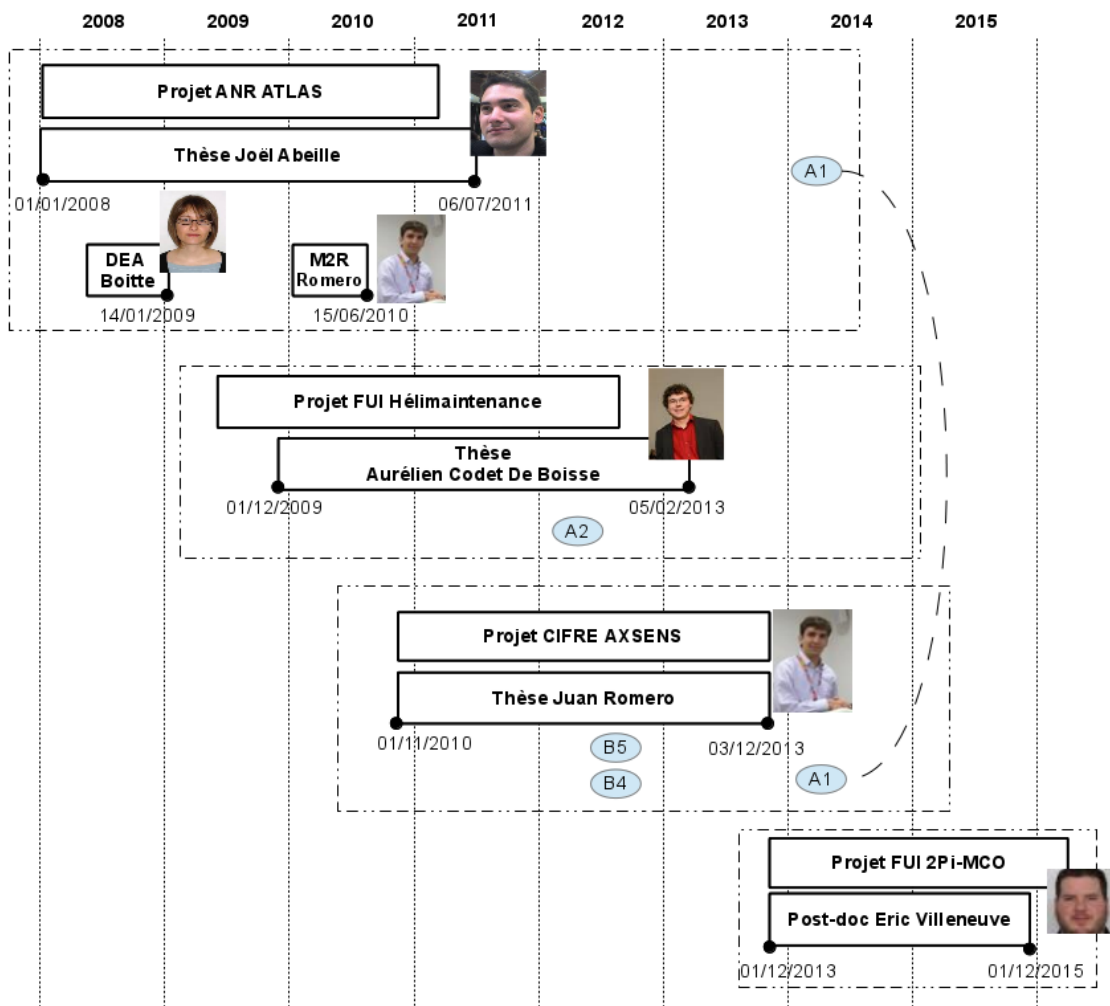 2008 2009 2010 2011 2012 2013 2014 2015
Projet ANR ATLAS
Thèse Joël Abeille
A1
01/01/2008 06/07/2011
DEA
Boitte
M2R
Romero
14/01/2009 15/06/2010
Projet FUI Hélimaintenance
Thèse
Aurélien Codet De Boisse
01/12/2009 05/02/2013
A2
Projet CIFRE AXSENS
Thèse Juan Romero
01/11/2010 03/12/2013
B5
B4 A1
Projet FUI 2Pi-MCO
Post-doc Eric Villeneuve
01/12/2013 01/12/2015